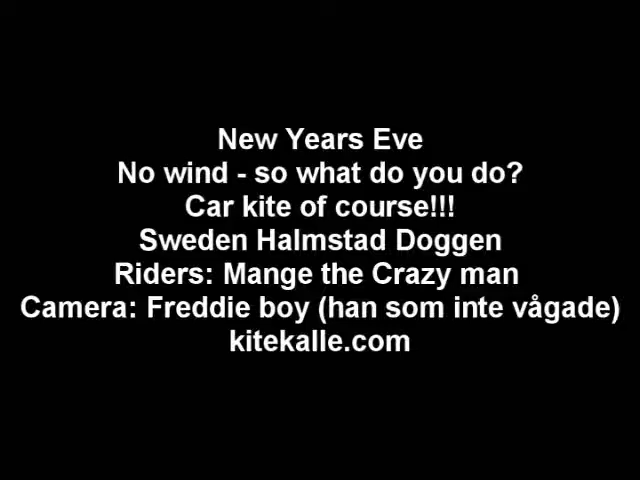 New Years Eve
No wind - so what do you do?
Car kite of course!!!
Sweden Halmstad Doggen
Riders: Mange the Crazy man
Camera: Freddie boy (han som inte vågade)
kitekalle.com